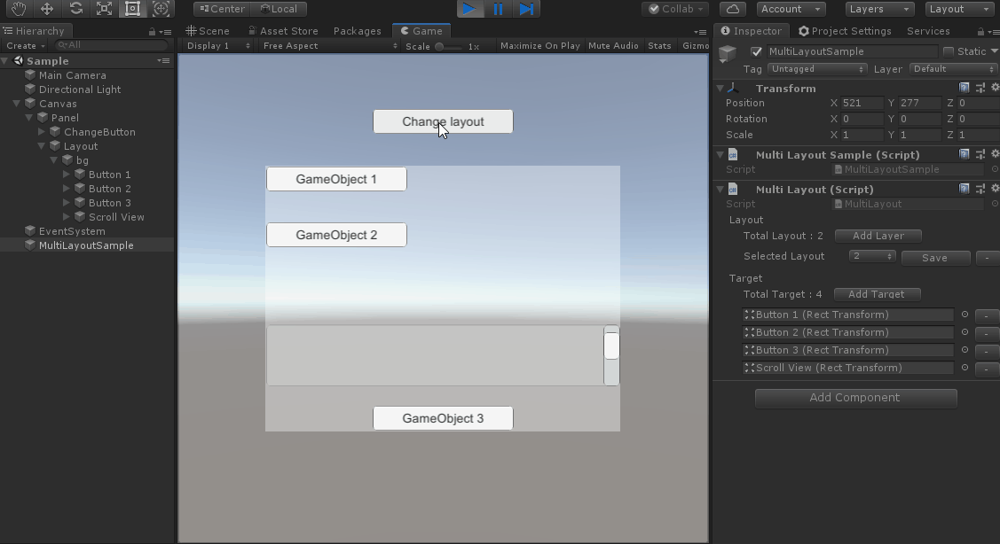 Center Local Collab Account Layers Layout
Hierarchy
Create All
Sample
Main Camera
Directional Light
Canvas
Panel
ChangeButton
Layout
bg
Button 1
Button 2
Button 3
Scroll View
EventSystem
MultiLayoutSample
Scene Asset Store Packages Game
Display 1 Free Aspect Scale 1x Maximize On Play Mute Audio Stats Gizmo
Change layout
GameObject 1
GameObject 2
GameObject 3
Inspector Project Settings Services
MultiLayoutSample Static
Tag Untagged Layer Default
Transform
Position X 521 Y 277 Z 0
Rotation X 0 Y 0 Z 0
Scale X 1 Y 1 Z 1
Multi Layout Sample (Script)
Script MultiLayoutSample
Multi Layout (Script)
Script MultiLayout
Layout
Total Layout : 2 Add Layer
Selected Layout 2 Save -
Target
Total Target : 4 Add Target
Button 1 (Rect Transform) -
Button 2 (Rect Transform) -
Button 3 (Rect Transform) -
Scroll View (Rect Transform) -
Add Component